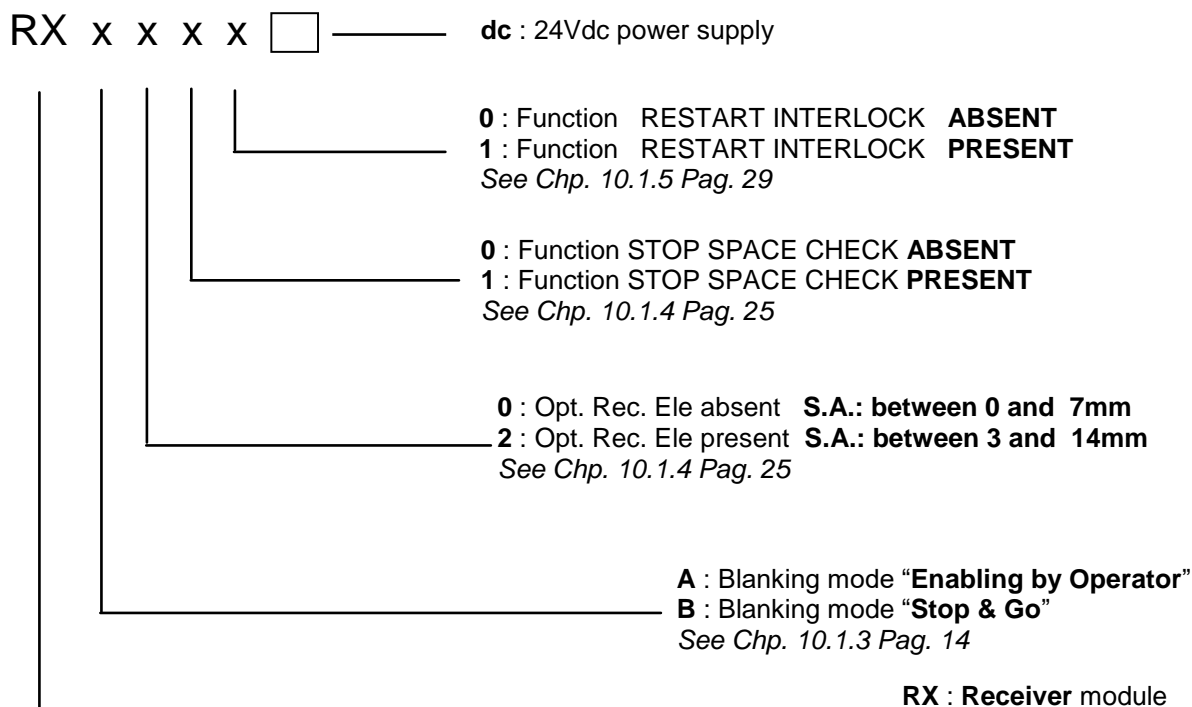 RX x x x x dc : 24Vdc power supply
0 : Function RESTART INTERLOCK ABSENT
1 : Function RESTART INTERLOCK PRESENT
See Chp. 10.1.5 Pag. 29
0 : Function STOP SPACE CHECK ABSENT
1 : Function STOP SPACE CHECK PRESENT
See Chp. 10.1.4 Pag. 25
0 : Opt. Rec. Ele absent S.A.: between 0 and 7mm
2 : Opt. Rec. Ele present S.A.: between 3 and 14mm
See Chp. 10.1.4 Pag. 25
A : Blanking mode “Enabling by Operator”
B : Blanking mode “Stop & Go”
See Chp. 10.1.3 Pag. 14
RX : Receiver module